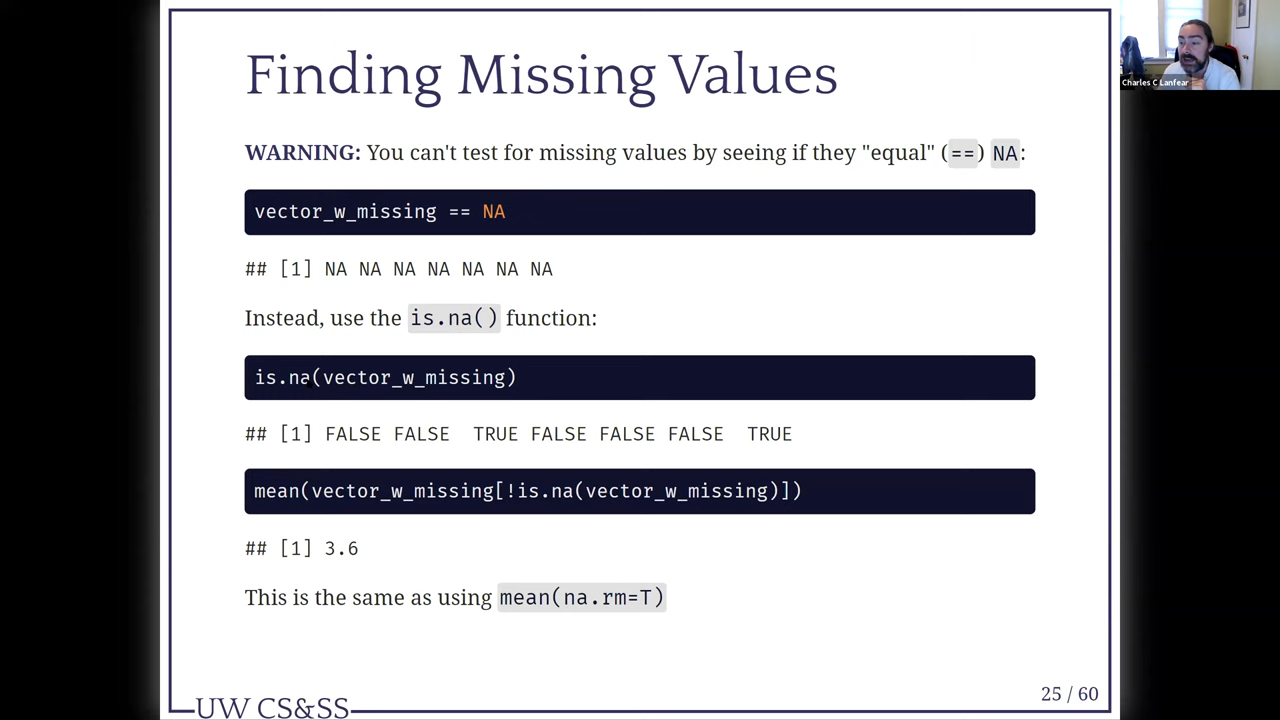 Finding Missing Values
WARNING: You can't test for missing values by seeing if they "equal" (==) NA:
vector_w_missing == NA
## [1] NA NA NA NA NA NA NA
Instead, use the is.na() function:
is.na(vector_w_missing)
## [1] FALSE FALSE  TRUE FALSE FALSE FALSE  TRUE
mean(vector_w_missing[!is.na(vector_w_missing)])
## [1] 3.6
This is the same as using mean(na.rm=T)
UW CS&SS
25 / 60
Charles C Lanfear